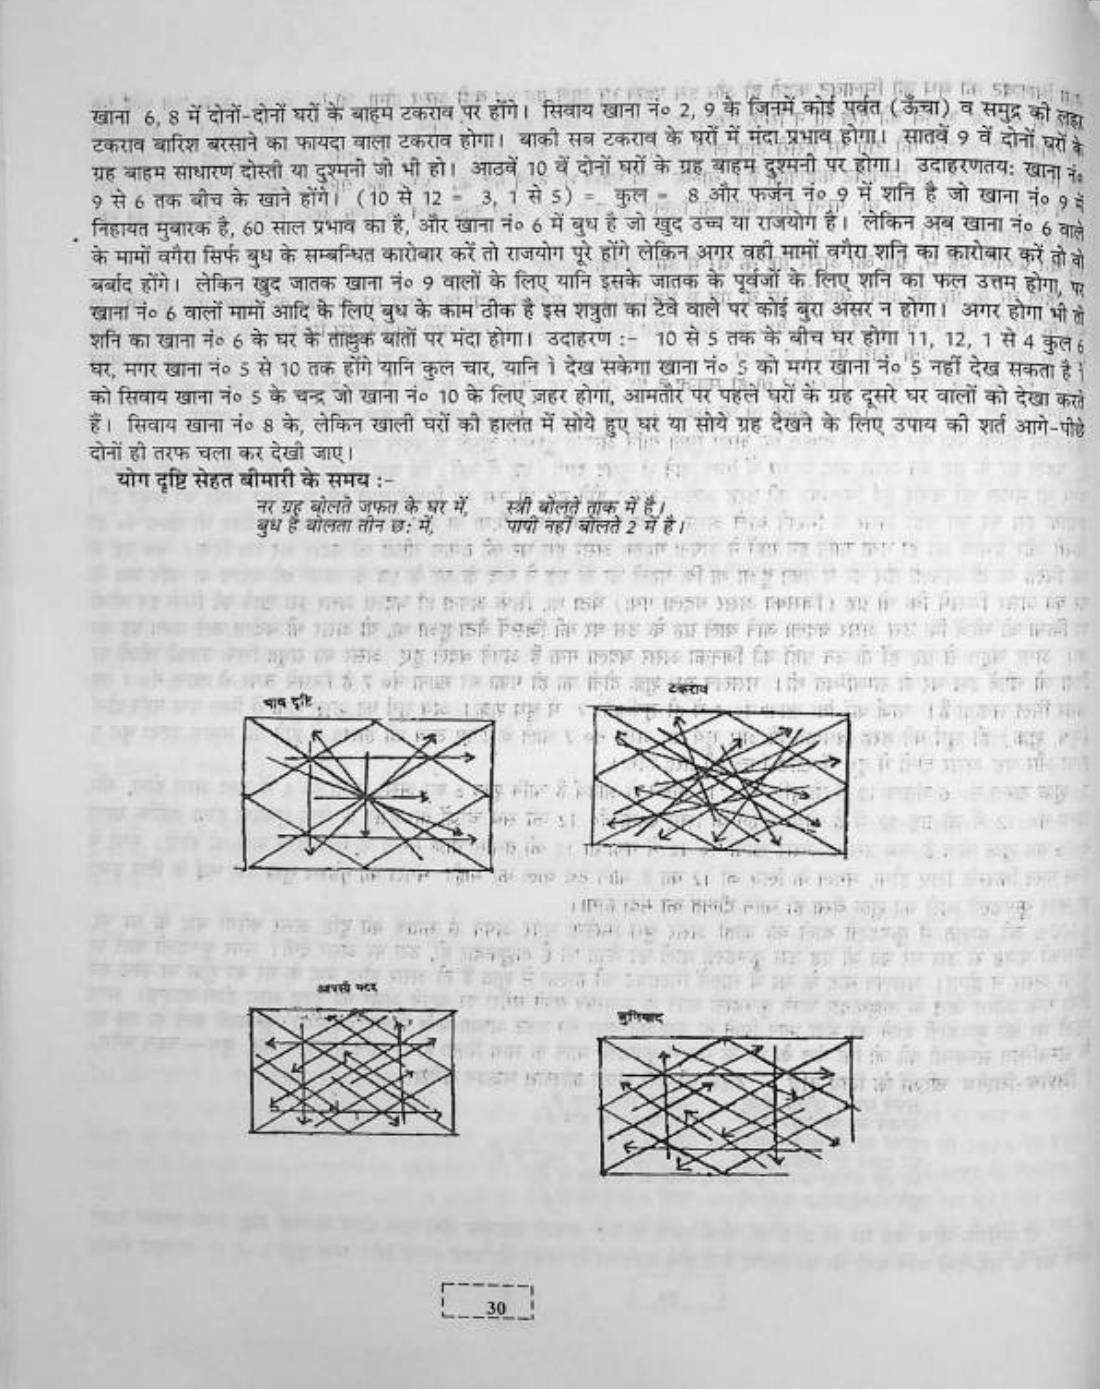 खाना 6, 8 में दोनों-दोनों घरों के बाहम टकराव पर होंगे। सिवाय खाना नं० 2, 9 के जिनमें कोई पर्वत (ऊँचा) व समुद्र की लहा
टकराव बारिश बरसाने का फायदा वाला टकराव होगा। बाकी सब टकराव के घरों में मंदा प्रभाव होगा। सातवें 9 वें दोनों घरों के
ग्रह बाहम साधारण दोस्ती या दुश्मनी जो भी हो। आठवें 10 वें दोनों घरों के ग्रह बाहम दुश्मनी पर होगा। उदाहरणतय: खाना नं०
9 से 6 तक बीच के खाने होंगे। (10 से 12 = 3, 1 से 5) = कुल = 8 और फर्जन नं० 9 में शनि है जो खाना नं० 9 में
निहायत मुबारक है, 60 साल प्रभाव का है, और खाना नं० 6 में बुध है जो खुद उच्च या राजयोग है। लेकिन अब खाना नं० 6 वाले
के मामों वगैरा सिर्फ बुध के सम्बन्धित कारोबार करें तो राजयोग पूरे होंगे लेकिन अगर वही मामों वगैरा शनि का कारोबार करें तो वो
बर्बाद होंगे। लेकिन खुद जातक खाना नं० 9 वालों के लिए यानि इसके जातक के पूर्वजों के लिए शनि का फल उत्तम होगा, पर
खाना नं० 6 वालों मामों आदि के लिए बुध के काम ठीक है इस शत्रुता का टेवे वाले पर कोई बुरा असर न होगा। अगर होगा भी तो
शनि का खाना नं० 6 के घर के ताल्लुक बातों पर मंदा होगा। उदाहरण :- 10 से 5 तक के बीच घर होगा 11, 12, 1 से 4 कुल 6
घर, मगर खाना नं० 5 से 10 तक होंगे यानि कुल चार, यानि 1 देख सकेगा खाना नं० 5 को मगर खाना नं० 5 नहीं देख सकता है 1
को सिवाय खाना नं० 5 के चन्द्र जो खाना नं० 10 के लिए ज़हर होगा, आमतौर पर पहले घरों के ग्रह दूसरे घर वालों को देखा करते
हैं। सिवाय खाना नं० 8 के, लेकिन खाली घरों की हालत में सोये हुए घर या सोये ग्रह देखने के लिए उपाय की शर्त आगे-पीछे
दोनों ही तरफ चला कर देखी जाए।
योग दृष्टि सेहत बीमारी के समय :-
नर ग्रह बोलते जफत के घर में, स्त्री बोलते ताक में है।
बुध है बोलता तीन छ: में, पापी नहीं बोलते 2 में है।
टकराव
दृष्टि
आपसी मदद
बुनियाद
30